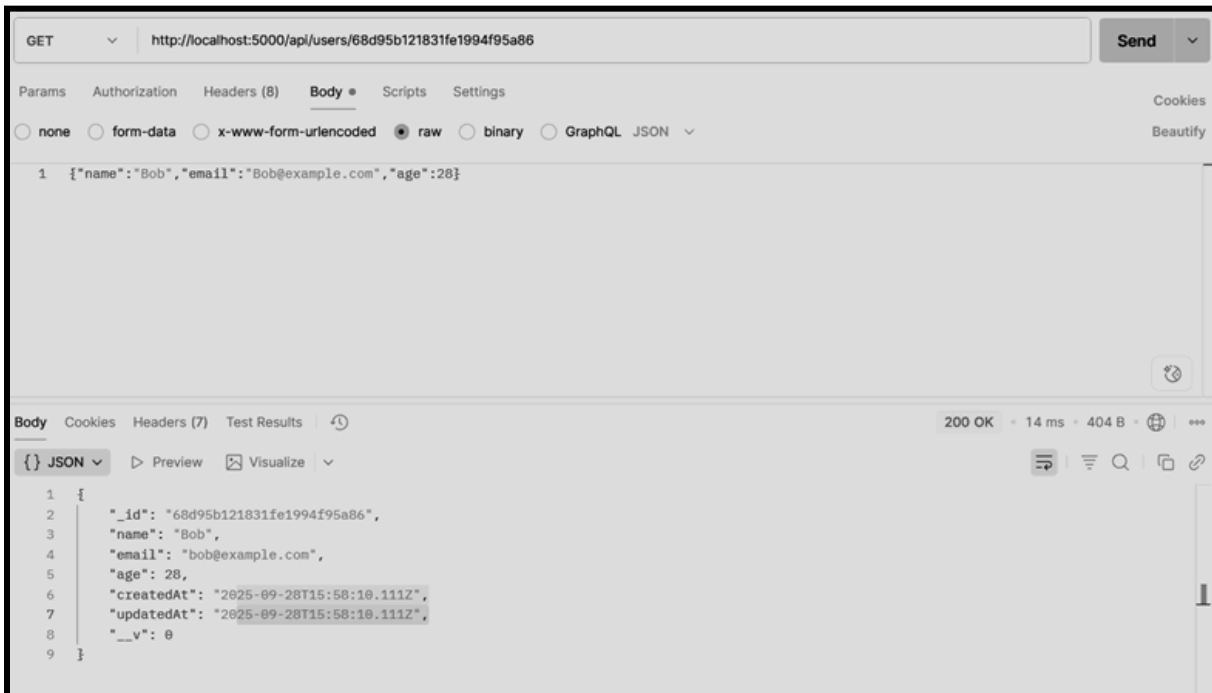 GET http://localhost:5000/api/users/68d95b121831fe1994f95a86 Send
Params Authorization Headers (8) Body Scripts Settings Cookies
none form-data x-www-form-urlencoded raw binary GraphQL JSON Beautify
1 {"name":"Bob","email":"Bob@example.com","age":28}
Body Cookies Headers (7) Test Results 200 OK 14 ms 404 B
{} JSON Preview Visualize
1 {
2 "_id": "68d95b121831fe1994f95a86",
3 "name": "Bob",
4 "email": "bob@example.com",
5 "age": 28,
6 "createdAt": "2025-09-28T15:58:10.111Z",
7 "updatedAt": "2025-09-28T15:58:10.111Z",
8 "__v": 0
9 }